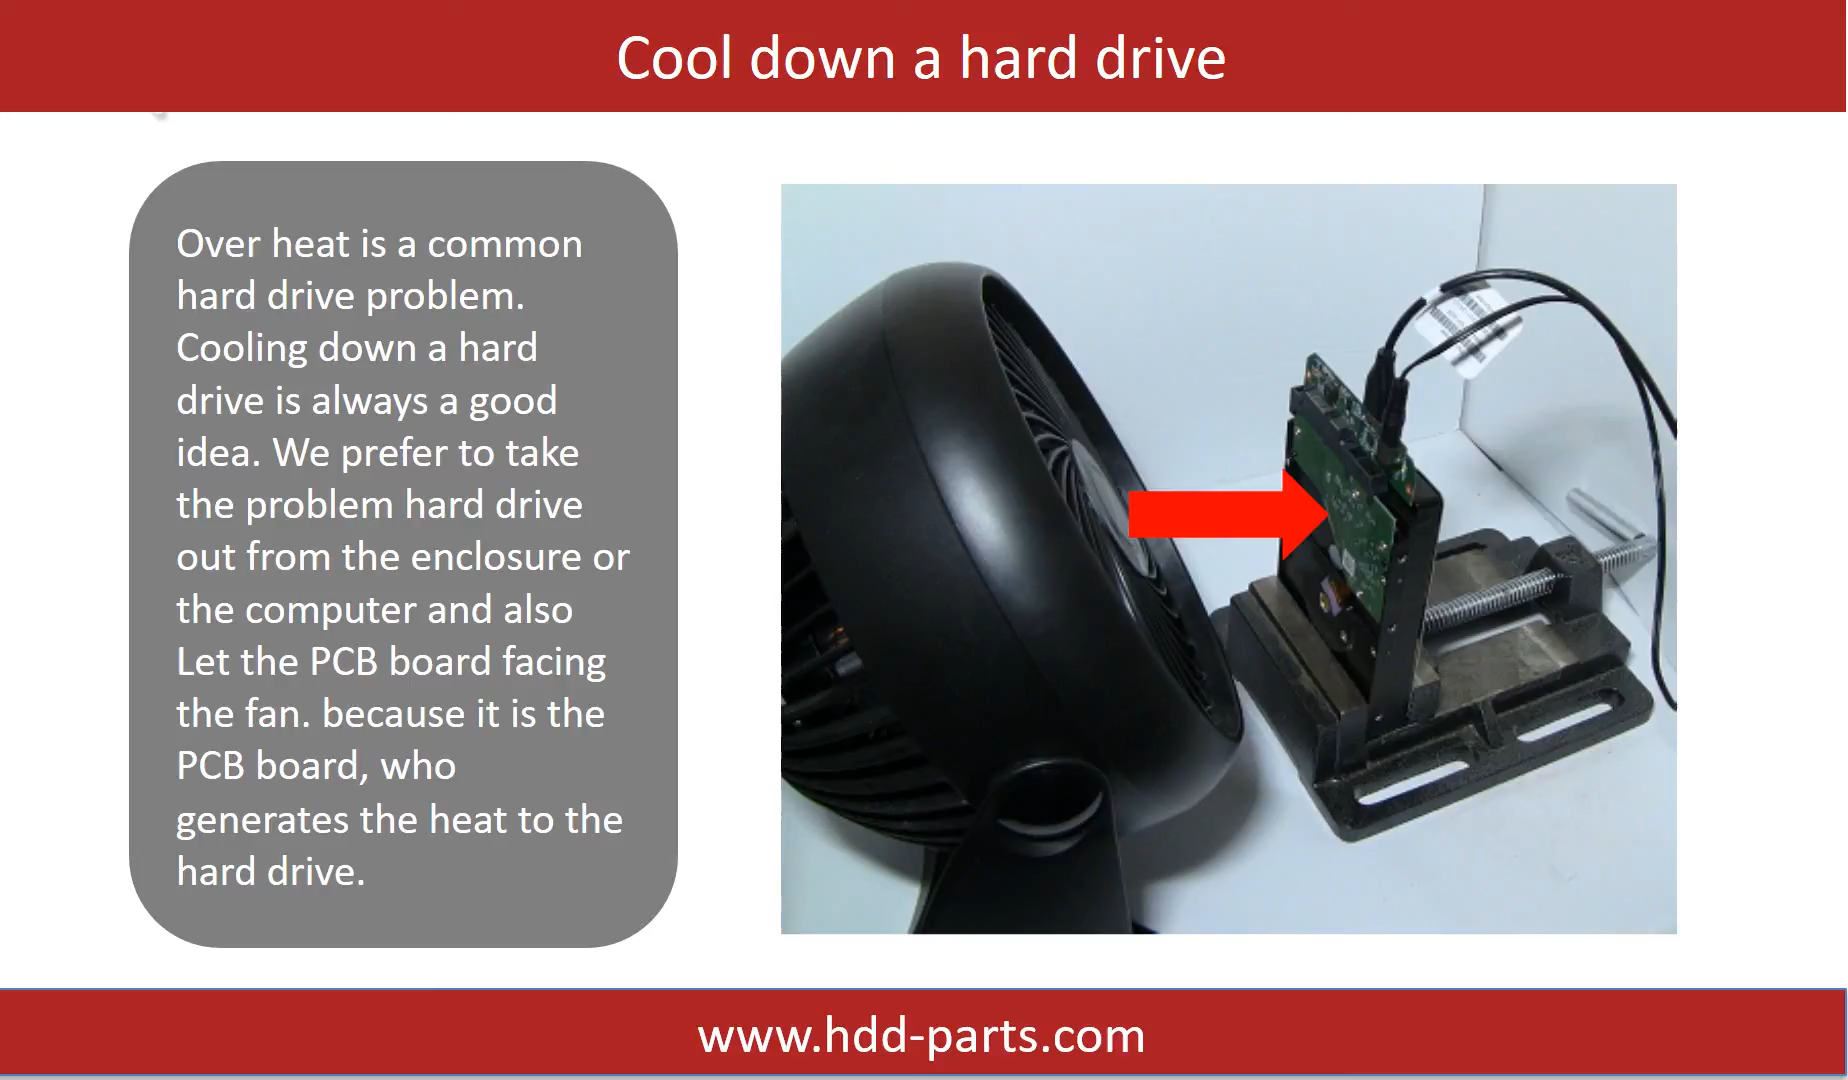 Cool down a hard drive
Over heat is a common
hard drive problem.
Cooling down a hard
drive is always a good
idea. We prefer to take
the problem hard drive
out from the enclosure or
the computer and also
Let the PCB board facing
the fan. because it is the
PCB board, who
generates the heat to the
hard drive.
www.hdd-parts.com